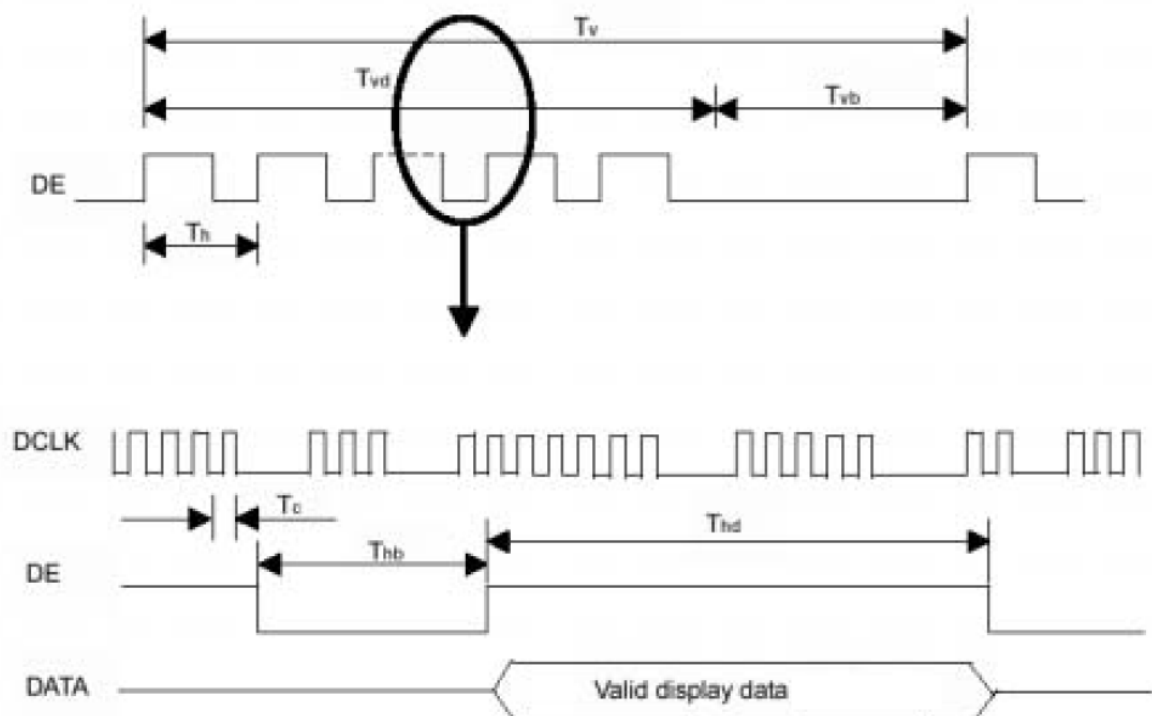 Tv
Tvd
Tvb
DE
Th
DCLK
Tc
Thd
Thb
DE
DATA
Valid display data